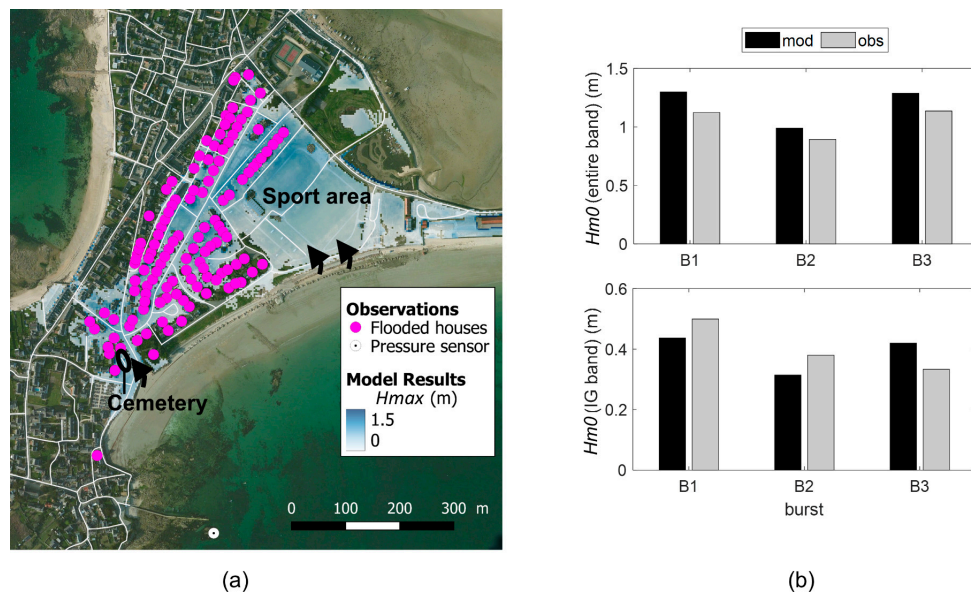 Sport area
Cemetery
Observations
Flooded houses
Pressure sensor
Model Results
Hmax (m)
1.5
0
0 100 200 300 m
(a)
mod obs
Hm0 (entire band) (m)
1.5
1
0.5
0
B1 B2 B3
Hm0 (IG band) (m)
0.6
0.4
0.2
0
B1 B2 B3
burst
(b)